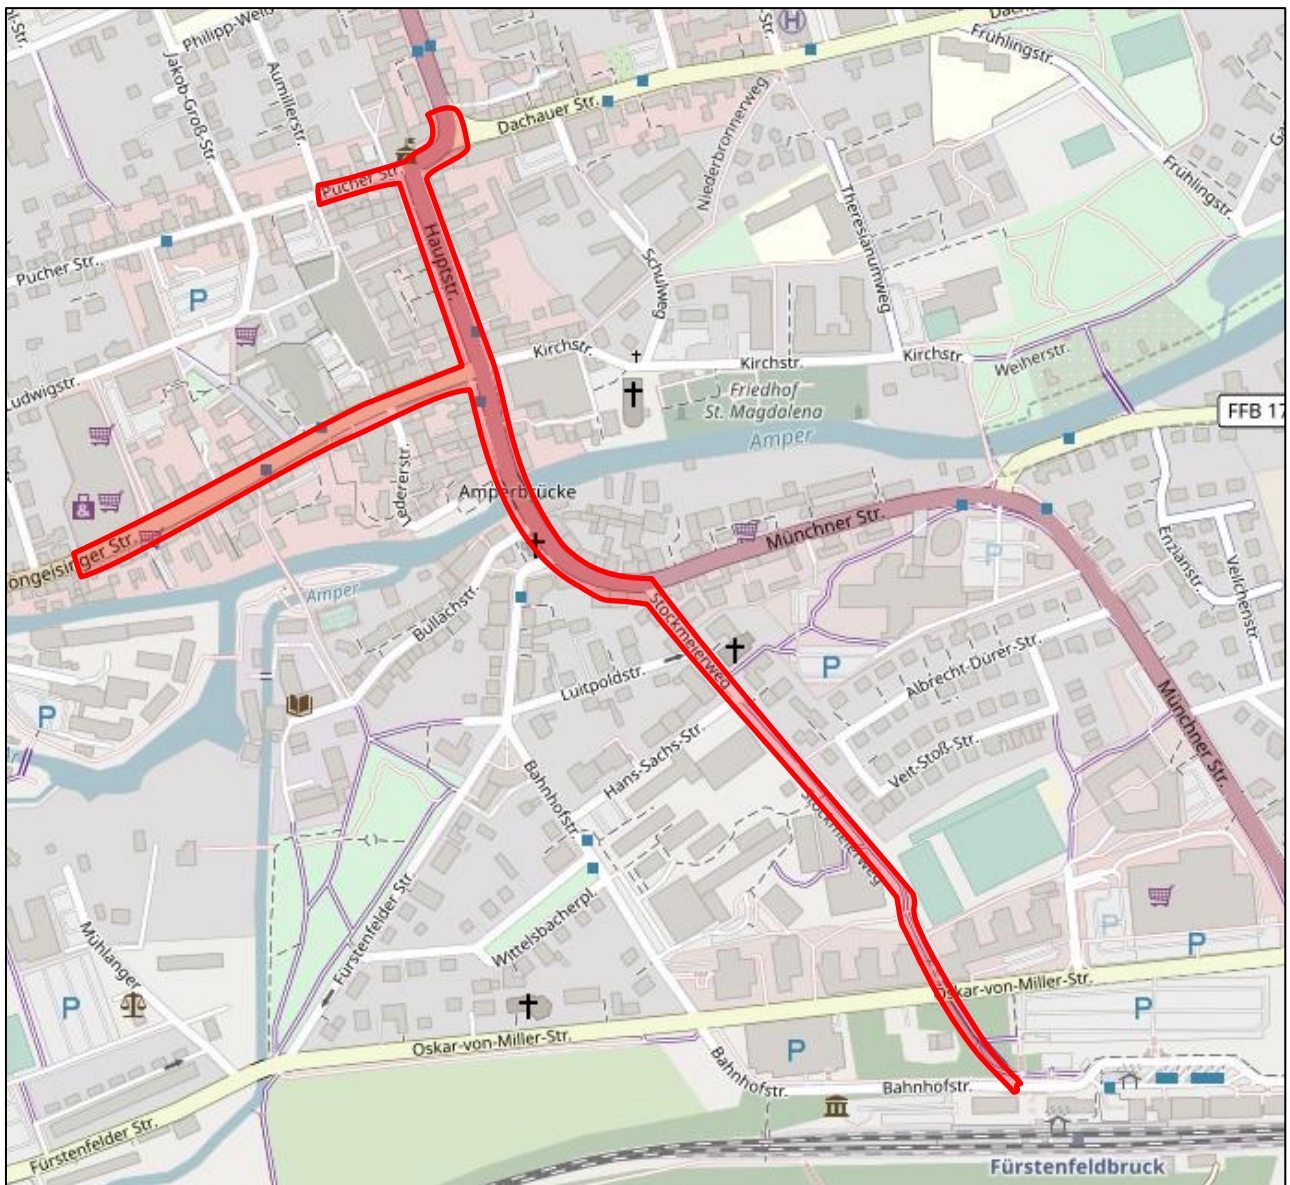 Philipp-Weiß
Dachauer Str.
Frühlingstr.
Jakob-Groß-Str.
Aumillerstr.
Niederbronnerweg
H
Pucher Str.
Theresianumweg
Frühlingstr.
Hauptstr.
Schulweg
Pucher Str.
P
Kirchstr.
Kirchstr.
Kirchstr.
Weiherstr.
Ludwigstr.
Friedhof
St. Magdalena
Amper
FFB 17
Ledererstr.
Amperbrücke
Münchner Str.
öngeisinger Str.
Amper
Bullachstr.
P
Enzianstr.
Veilchenstr.
Stockmeierweg
Albrecht-Dürer-Str.
P
Luitpoldstr.
P
Hans-Sachs-Str.
Veit-Stoß-Str.
Münchner Str.
Bahnhofstr.
Stockmeierweg
Fürstenfelder Str.
Wittelsbacherpl.
Mühlanger
P
P
P
Oskar-von-Miller-Str.
P
Oskar-von-Miller-Str.
P
Bahnhofstr.
Bahnhofstr.
Fürstenfelder Str.
Fürstenfeldbruck